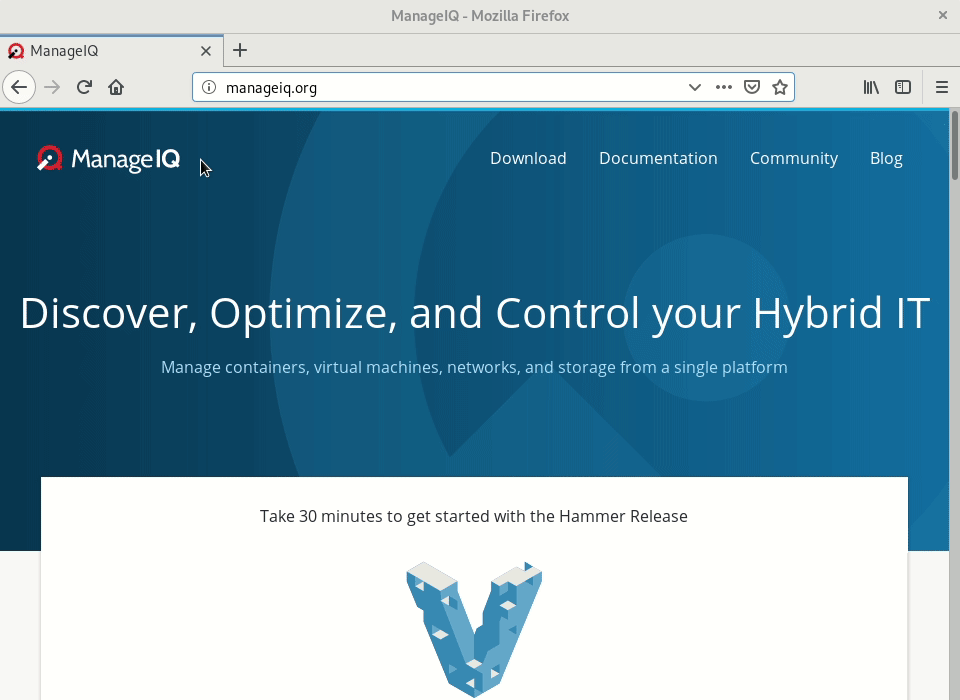 ManageIQ - Mozilla Firefox
ManageIQ
manageiq.org
ManageIQ
Download Documentation Community Blog
Discover, Optimize, and Control your Hybrid IT
Manage containers, virtual machines, networks, and storage from a single platform
Take 30 minutes to get started with the Hammer Release